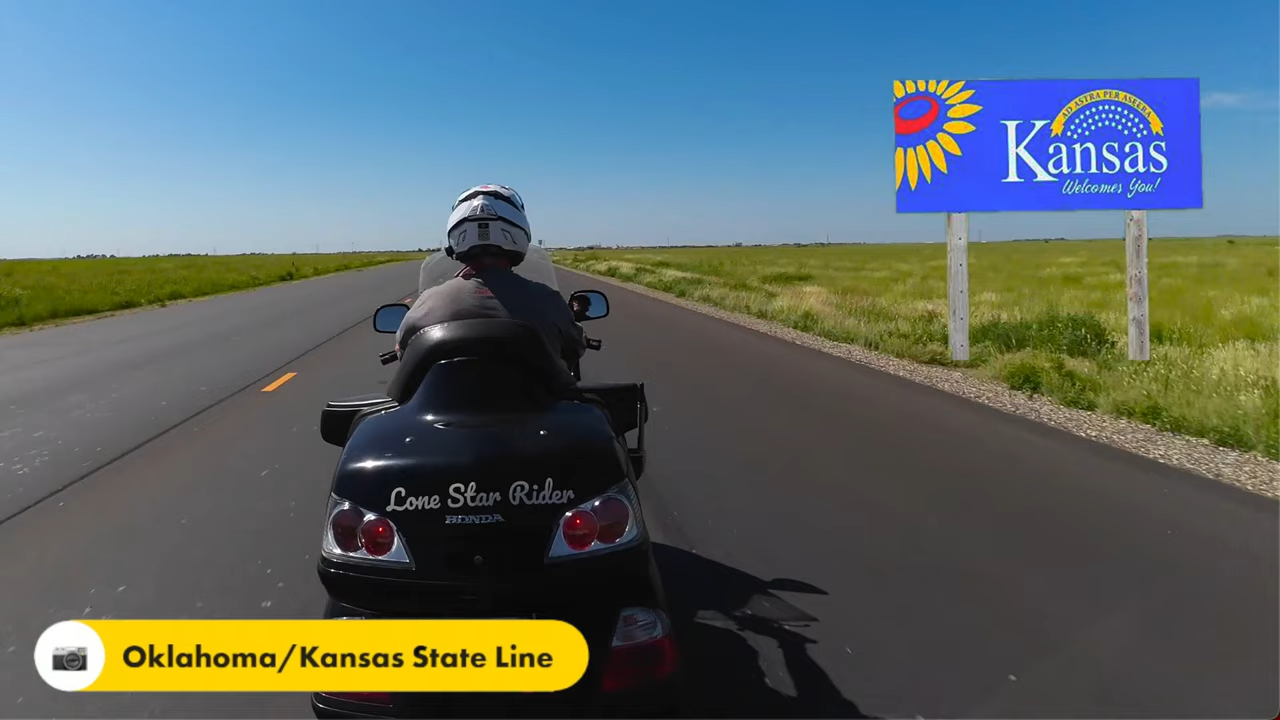 AD ASTRA PER ASPERA
Kansas
Welcomes You!
Lone Star Rider
HONDA
Oklahoma/Kansas State Line